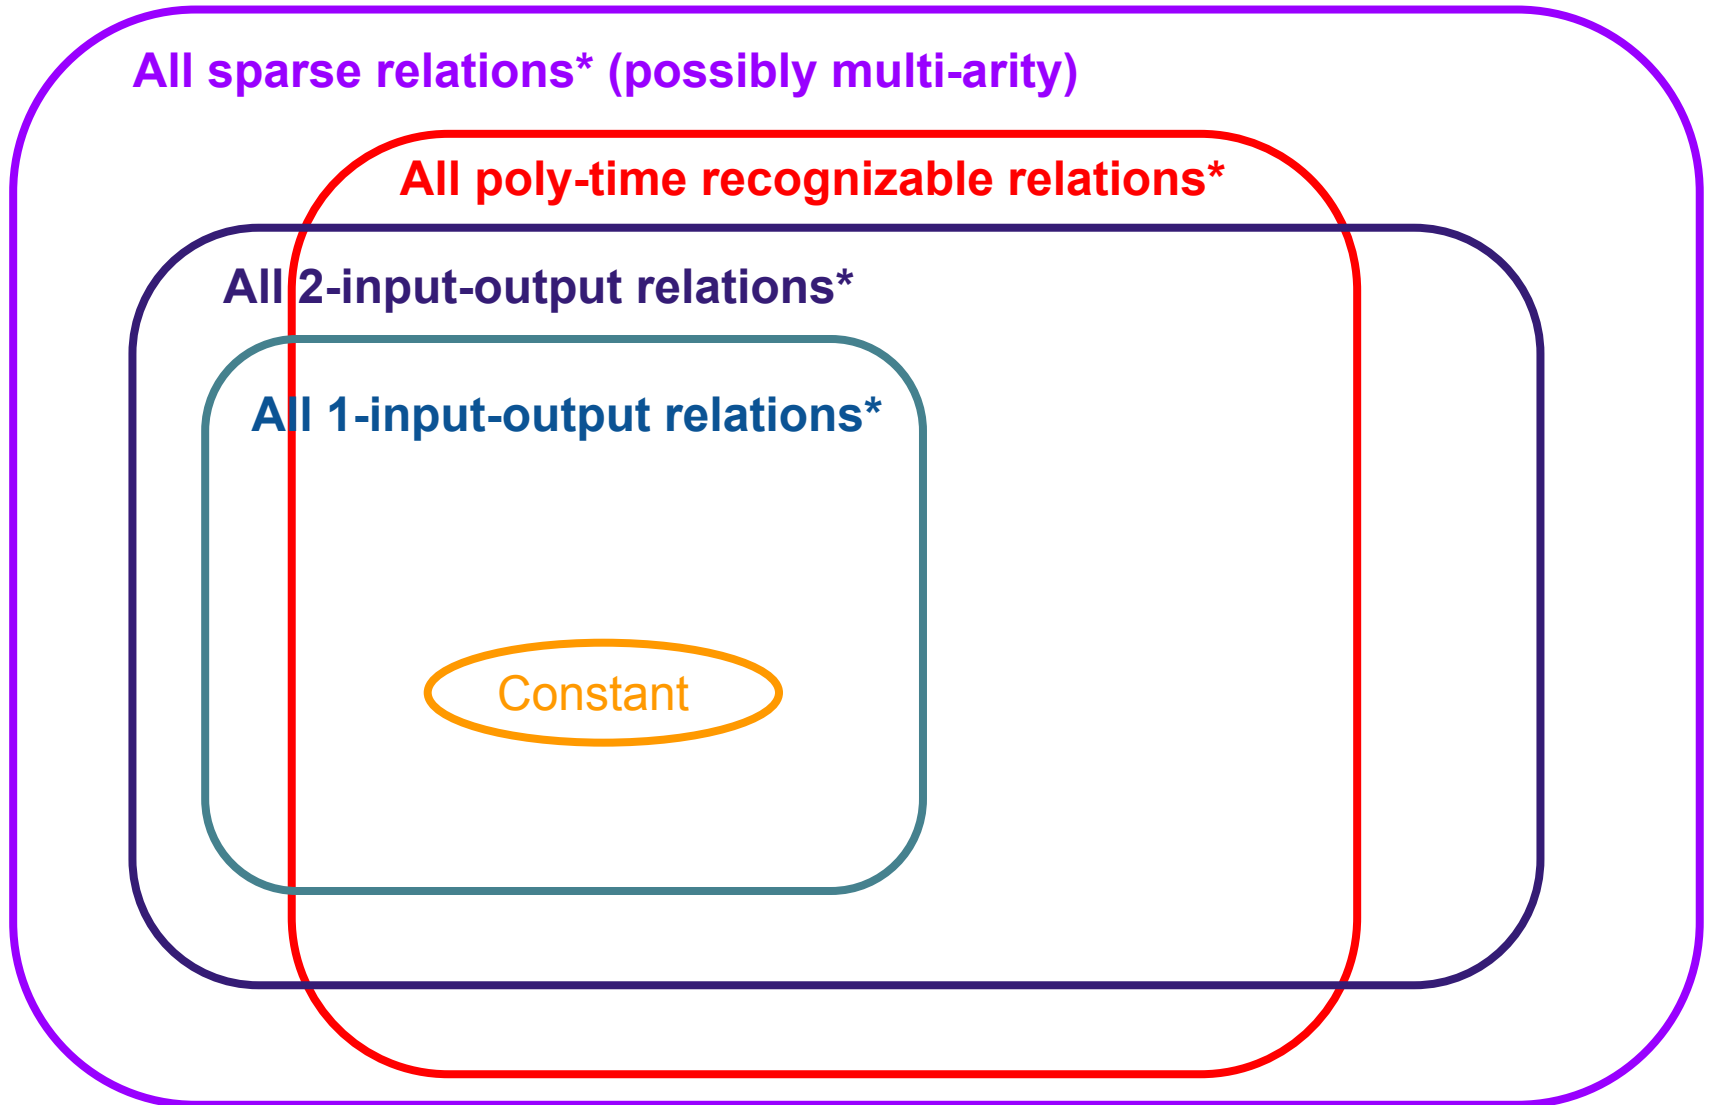 All sparse relations* (possibly multi-arity)
All poly-time recognizable relations*
All 2-input-output relations*
All 1-input-output relations*
Constant